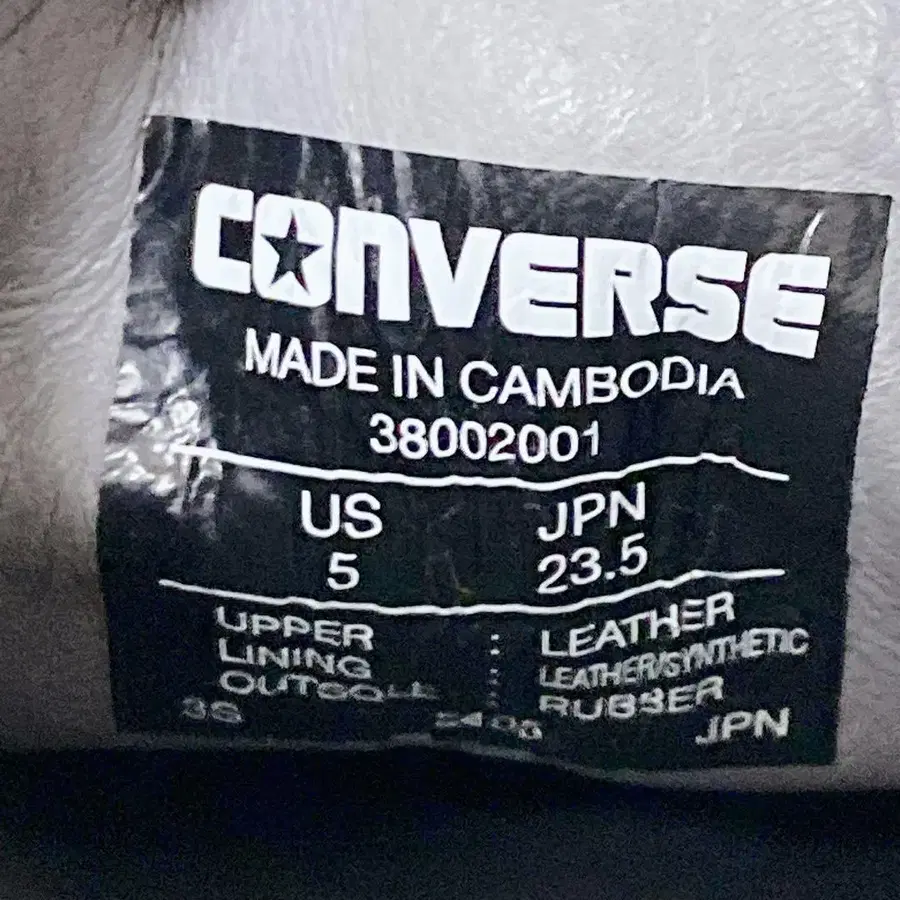 CONVERSE
MADE IN CAMBODIA
38002001
US JPN
5 23.5
UPPER : LEATHER
LINING : LEATHER/SYNTHETIC
OUTSOLE : RUBBER
JPN